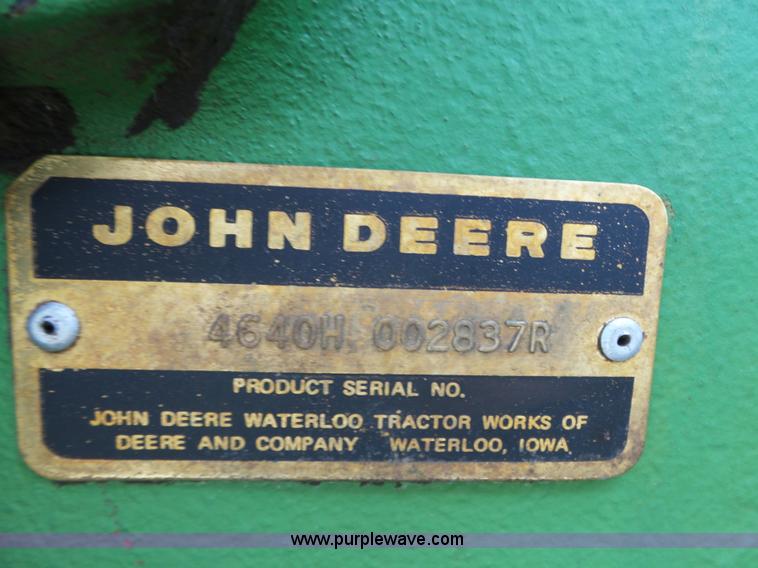 JOHN DEERE
4640H 002837R
PRODUCT SERIAL NO.
JOHN DEERE WATERLOO TRACTOR WORKS OF
DEERE AND COMPANY WATERLOO, IOWA
www.purplewave.com